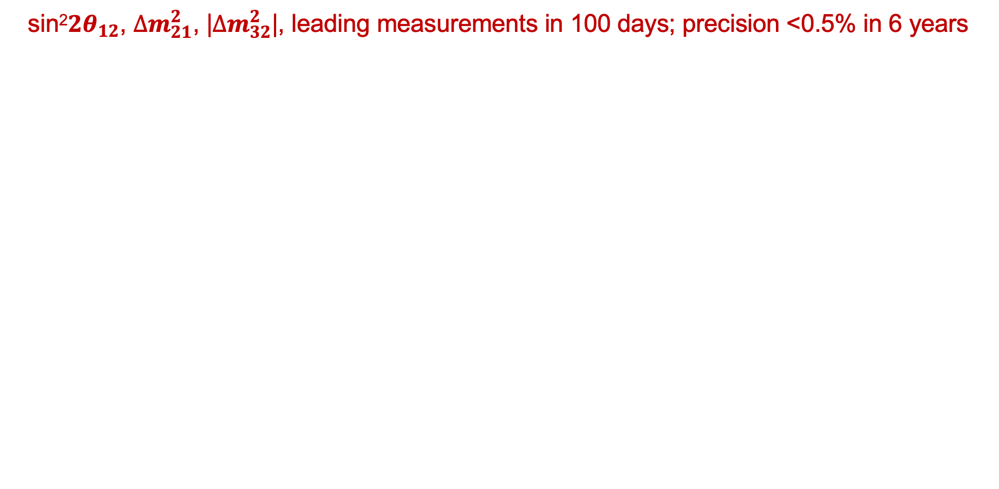 sin²2θ₁₂, Δm²₂₁, |Δm²₃₂|, leading measurements in 100 days; precision <0.5% in 6 years